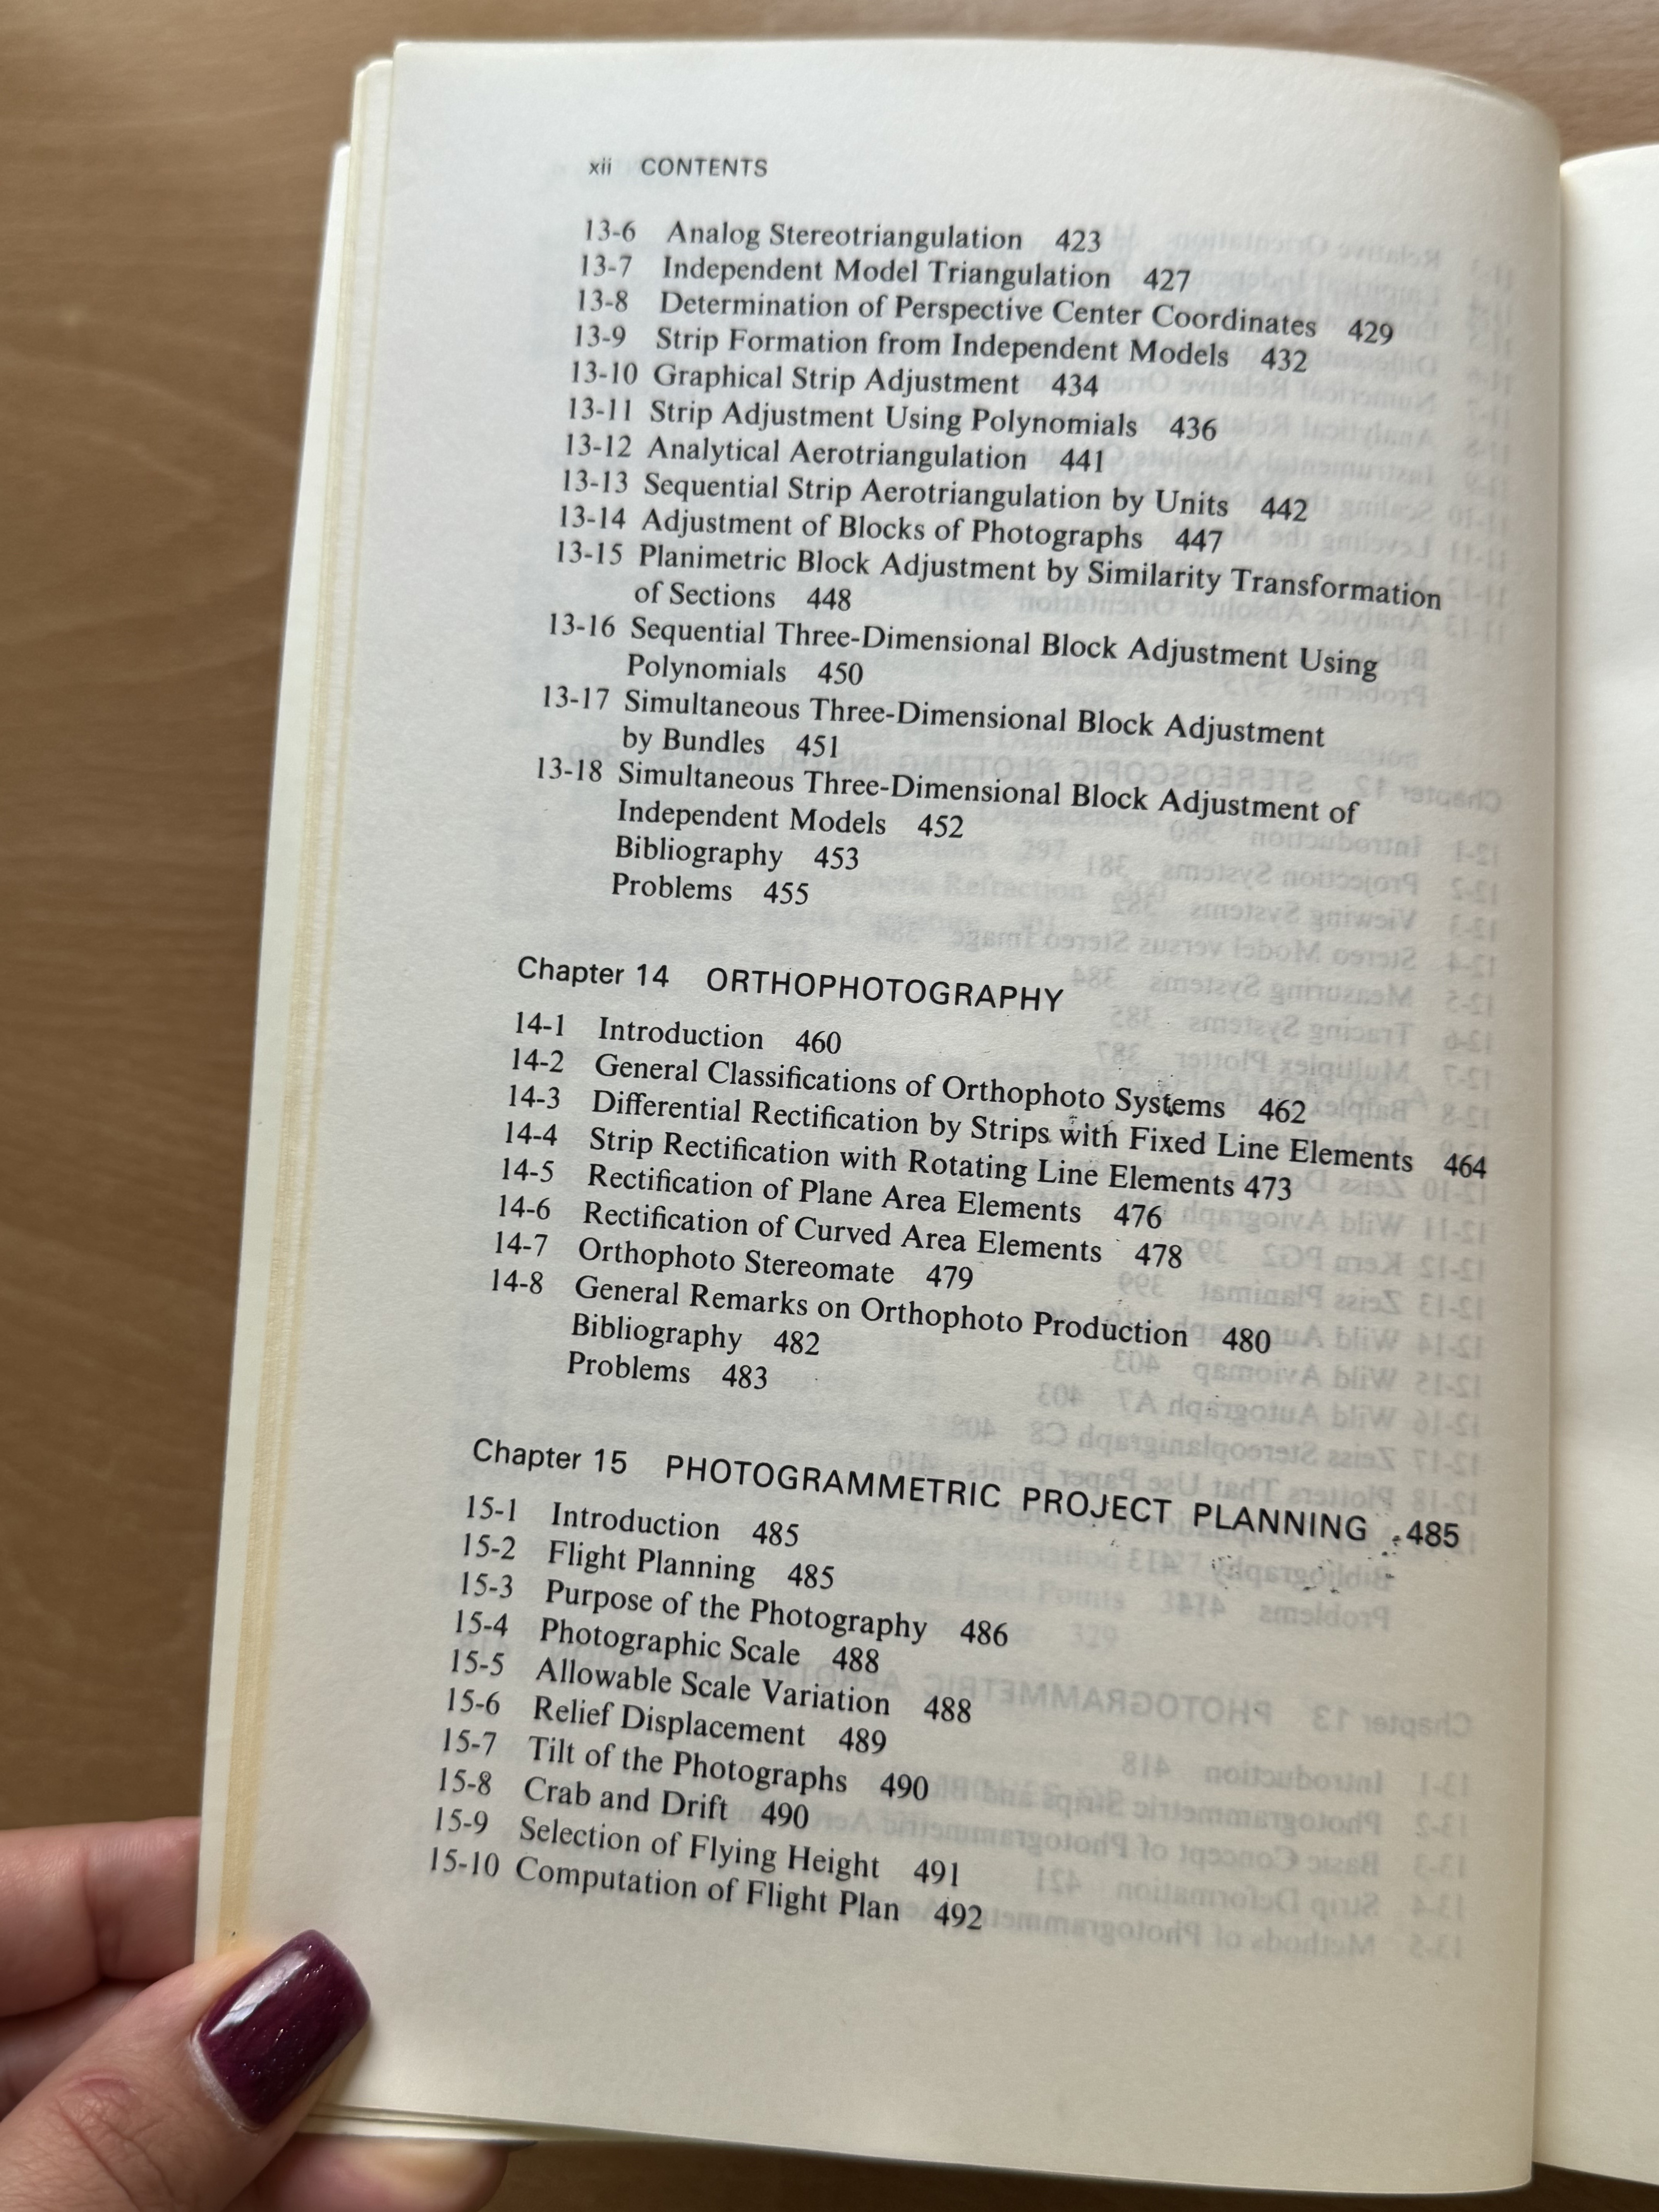 xii CONTENTS
13-6 Analog Stereotriangulation 423
13-7 Independent Model Triangulation 427
13-8 Determination of Perspective Center Coordinates 429
13-9 Strip Formation from Independent Models 432
13-10 Graphical Strip Adjustment 434
13-11 Strip Adjustment Using Polynomials 436
13-12 Analytical Aerotriangulation 441
13-13 Sequential Strip Aerotriangulation by Units 442
13-14 Adjustment of Blocks of Photographs 447
13-15 Planimetric Block Adjustment by Similarity Transformation
of Sections 448
13-16 Sequential Three-Dimensional Block Adjustment Using
Polynomials 450
13-17 Simultaneous Three-Dimensional Block Adjustment
by Bundles 451
13-18 Simultaneous Three-Dimensional Block Adjustment of
Independent Models 452
Bibliography 453
Problems 455
Chapter 14 ORTHOPHOTOGRAPHY
14-1 Introduction 460
14-2 General Classifications of Orthophoto Systems 462
14-3 Differential Rectification by Strips with Fixed Line Elements 464
14-4 Strip Rectification with Rotating Line Elements 473
14-5 Rectification of Plane Area Elements 476
14-6 Rectification of Curved Area Elements 478
14-7 Orthophoto Stereomate 479
14-8 General Remarks on Orthophoto Production 480
Bibliography 482
Problems 483
Chapter 15 PHOTOGRAMMETRIC PROJECT PLANNING 485
15-1 Introduction 485
15-2 Flight Planning 485
15-3 Purpose of the Photography 486
15-4 Photographic Scale 488
15-5 Allowable Scale Variation 488
15-6 Relief Displacement 489
15-7 Tilt of the Photographs 490
15-8 Crab and Drift 490
15-9 Selection of Flying Height 491
15-10 Computation of Flight Plan 492